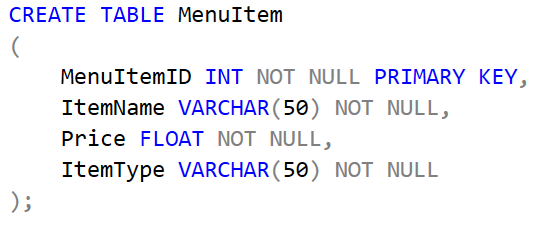 CREATE TABLE MenuItem
(
    MenuItemID INT NOT NULL PRIMARY KEY,
    ItemName VARCHAR(50) NOT NULL,
    Price FLOAT NOT NULL,
    ItemType VARCHAR(50) NOT NULL
);